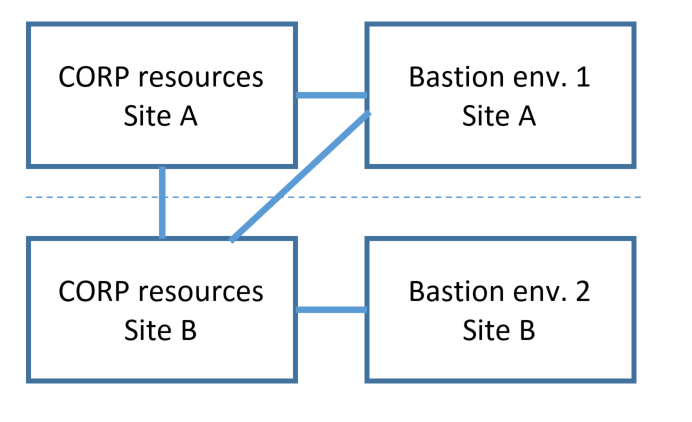 CORP resources
Site A
Bastion env. 1
Site A
CORP resources
Site B
Bastion env. 2
Site B